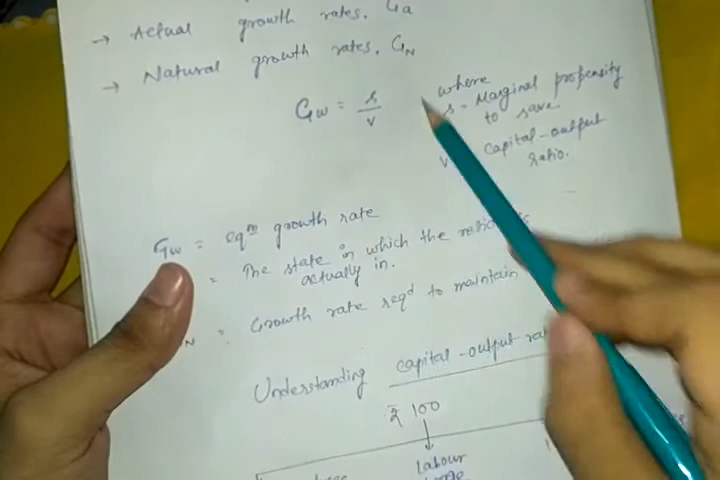 → Actual growth rates. Ga
→ Natural growth rates. GN
Gw = s/v
where
s = Marginal propensity
to save.
v capital-output
ratio.
Gw = eqm growth rate
= The state in which the
actually in.
N = Growth rate reqd to maintain
Understanding capital-output
₹ 100
Labour